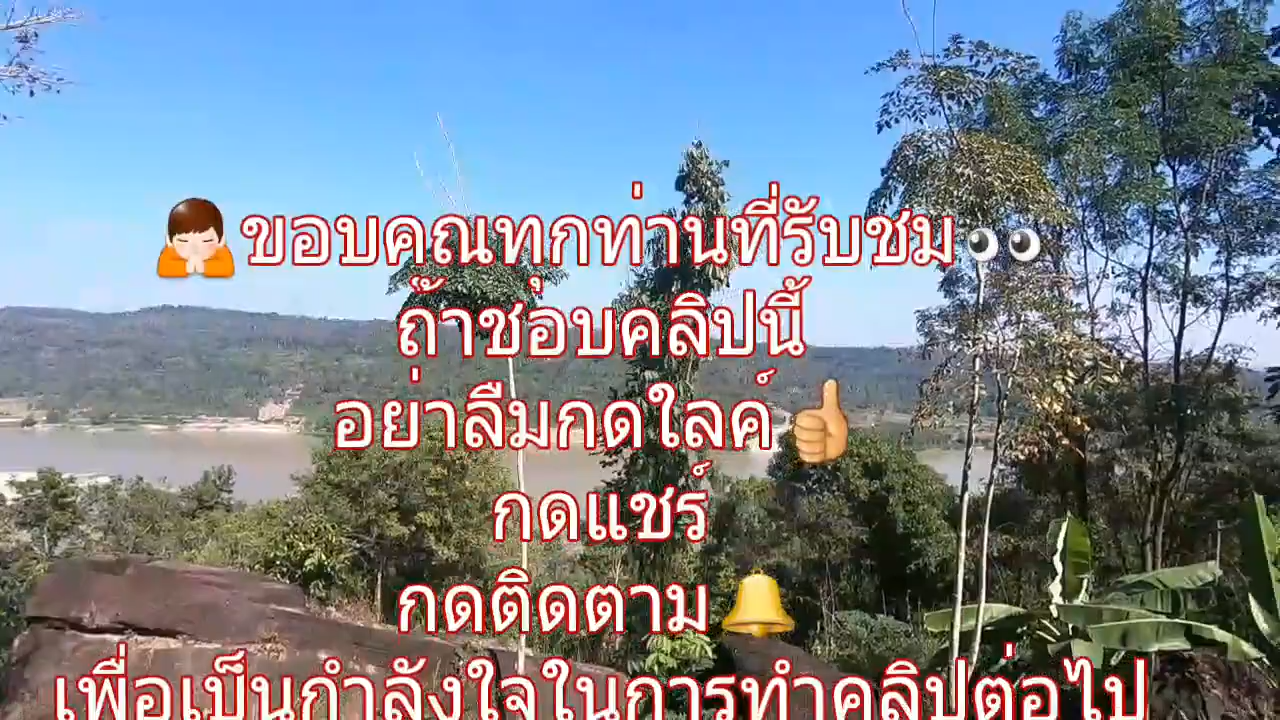 🙏ขอบคุณทุกท่านที่รับชม👀
ถ้าชอบคลิปนี้
อย่าลืมกดใลค์👍
กดแชร์
กดติดตาม🔔
เพื่อเป็นกำลังใจในการทำคลิปต่อไป